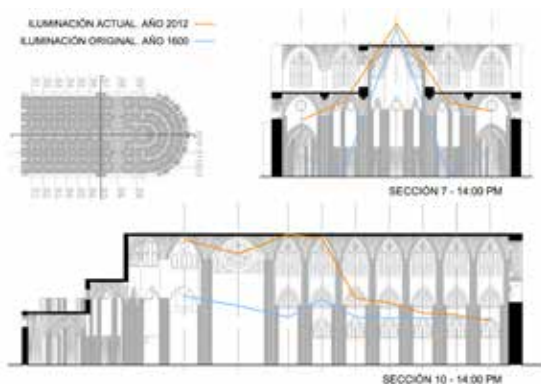 ILUMINACIÓN ACTUAL. AÑO 2012
ILUMINACIÓN ORIGINAL. AÑO 1600
SECCIÓN 7 - 14:00 PM
SECCIÓN 10 - 14:00 PM